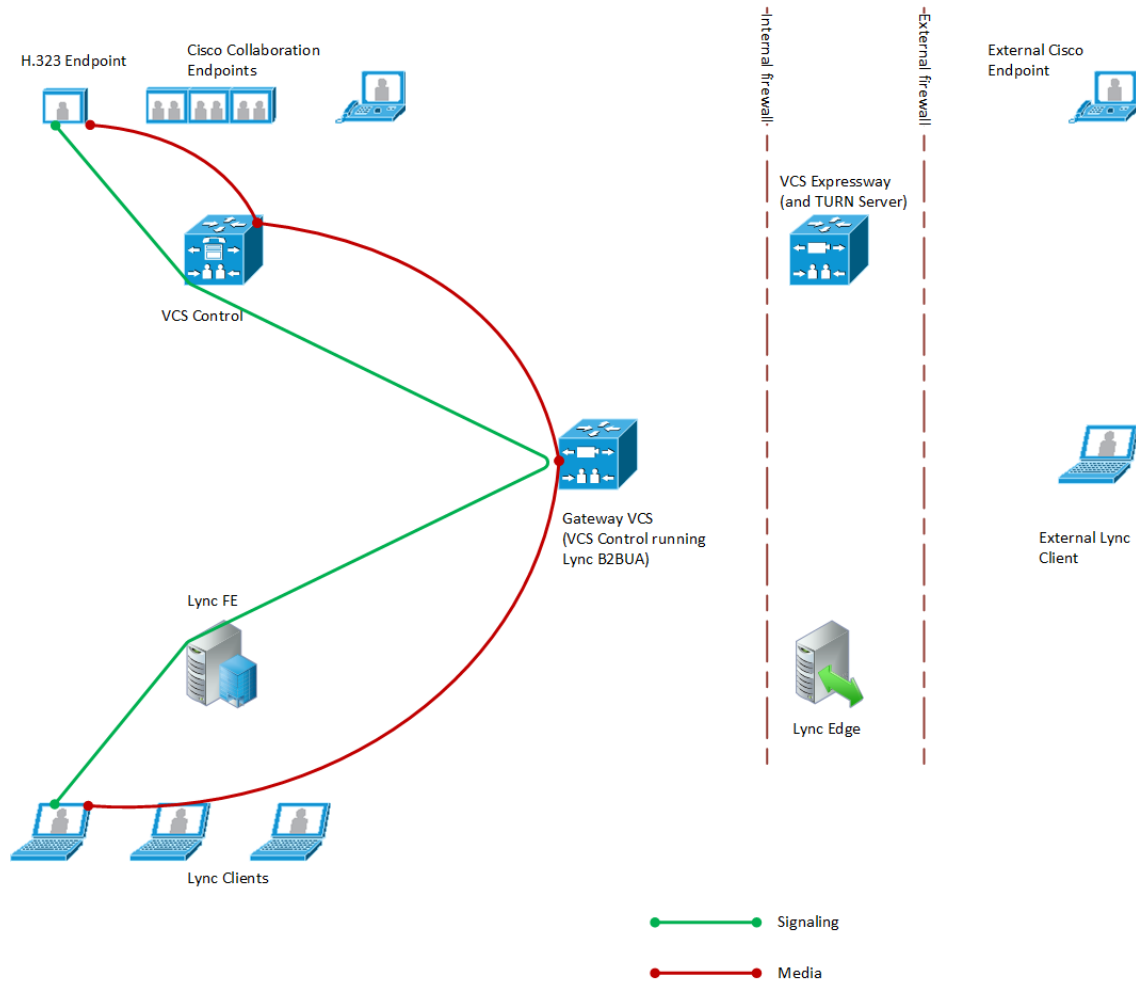 H.323 Endpoint
Cisco Collaboration
Endpoints
Internal firewall
External firewall
External Cisco
Endpoint
VCS Expressway
(and TURN Server)
VCS Control
Gateway VCS
(VCS Control running
Lync B2BUA)
External Lync
Client
Lync FE
Lync Edge
Lync Clients
Signaling
Media